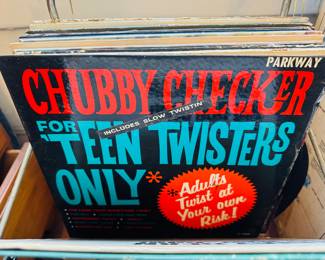 PARKWAY
CHUBBY CHECKER
INCLUDES SLOW TWISTIN'
FOR
'TEEN TWISTERS
ONLY*
*Adults
Twist at
Your own
Risk!